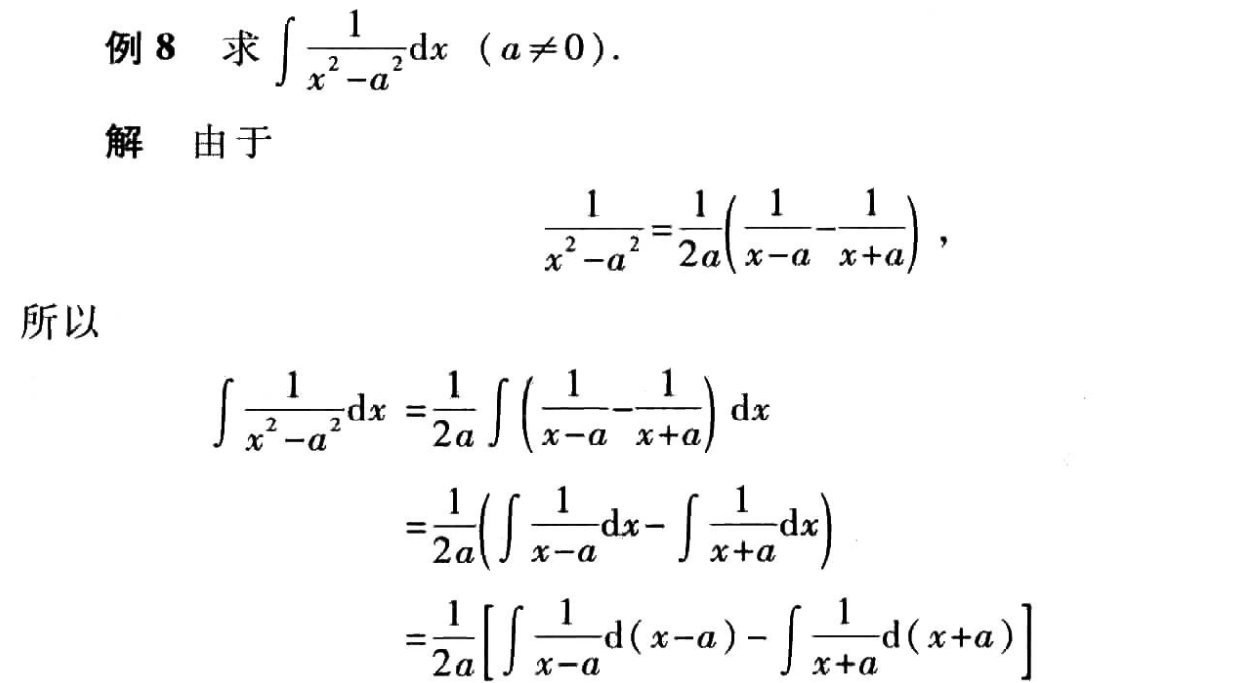 例 8 求 ∫ 1/(x²-a²) dx (a≠0).
解 由于
1/(x²-a²) = 1/(2a) (1/(x-a) - 1/(x+a)),
所以
∫ 1/(x²-a²) dx = 1/(2a) ∫ (1/(x-a) - 1/(x+a)) dx
= 1/(2a) (∫ 1/(x-a) dx - ∫ 1/(x+a) dx)
= 1/(2a) [∫ 1/(x-a) d(x-a) - ∫ 1/(x+a) d(x+a)]